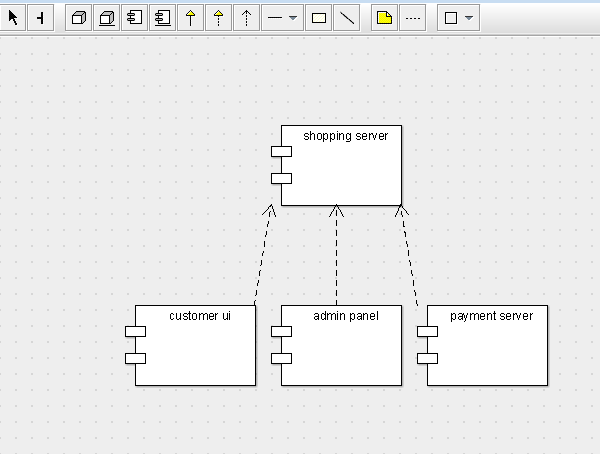 shopping server
customer ui
admin panel
payment server